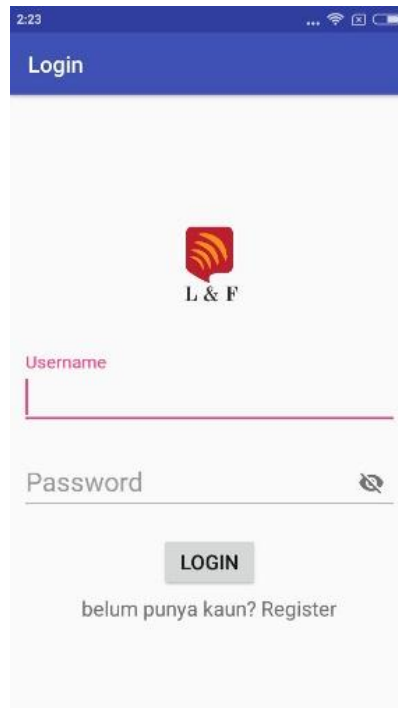 2:23
...
Login
L & F
Username
Password
LOGIN
belum punya kaun? Register